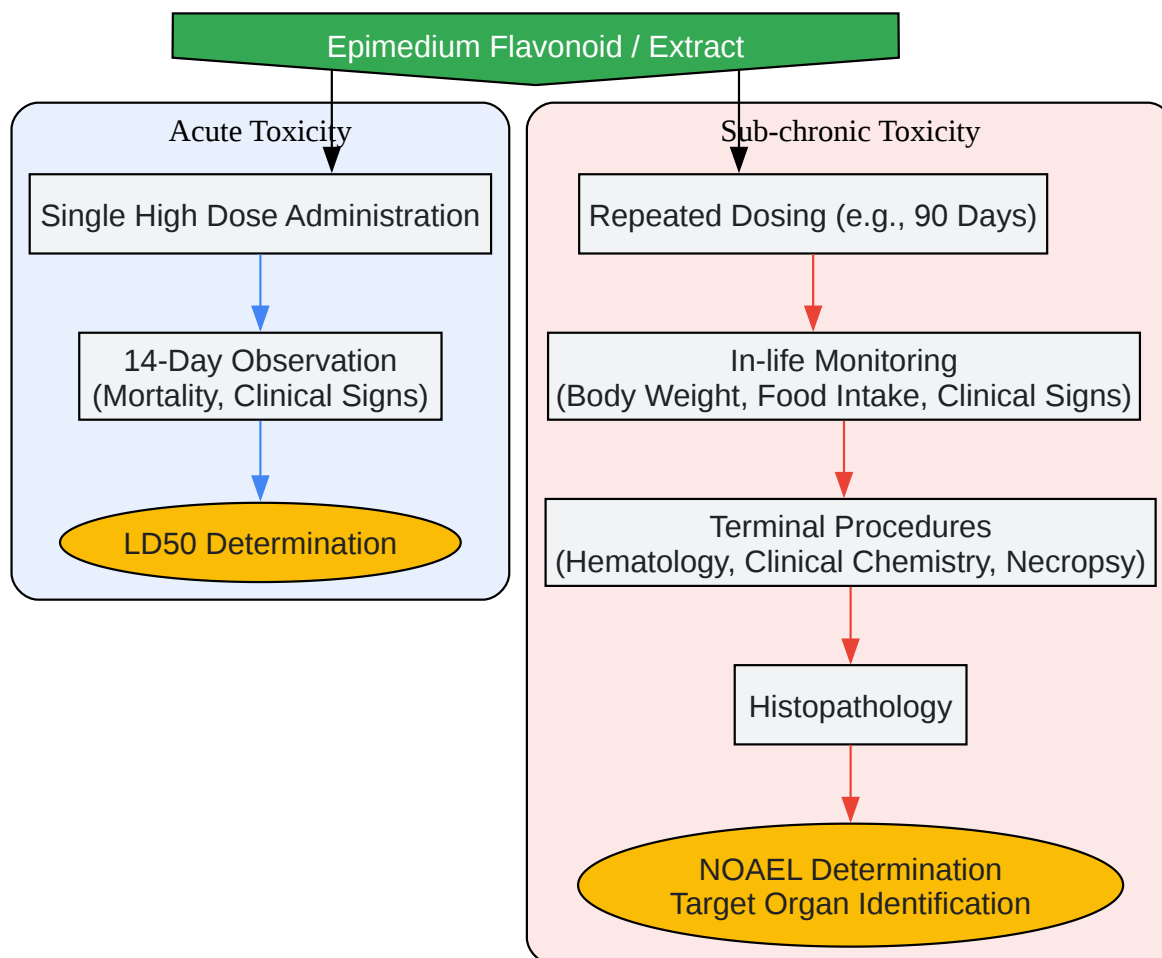 Epimedium Flavonoid / Extract
Acute Toxicity
Single High Dose Administration
14-Day Observation
(Mortality, Clinical Signs)
LD50 Determination
Sub-chronic Toxicity
Repeated Dosing (e.g., 90 Days)
In-life Monitoring
(Body Weight, Food Intake, Clinical Signs)
Terminal Procedures
(Hematology, Clinical Chemistry, Necropsy)
Histopathology
NOAEL Determination
Target Organ Identification